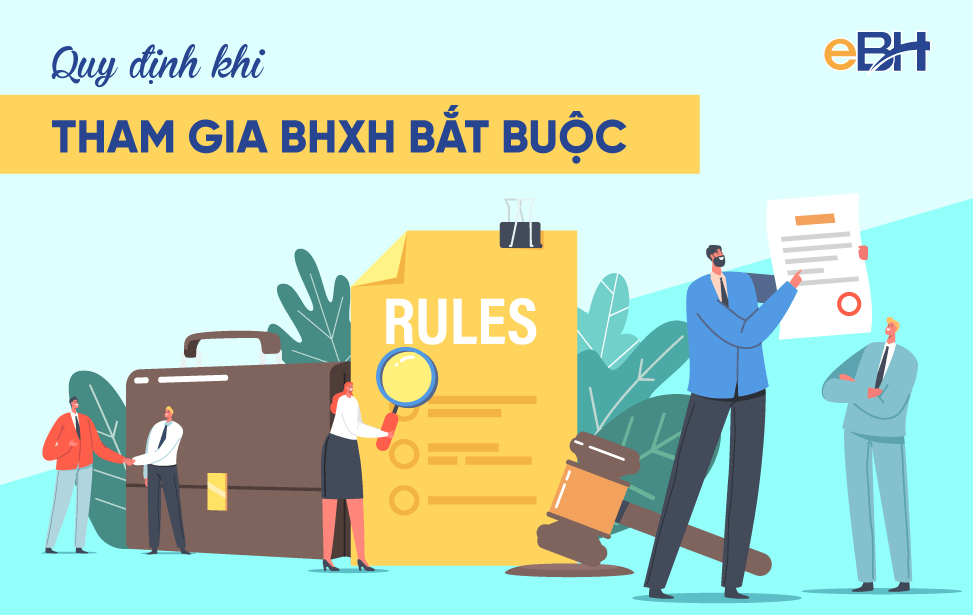 Quy định khi
eBH
THAM GIA BHXH BẮT BUỘC
RULES